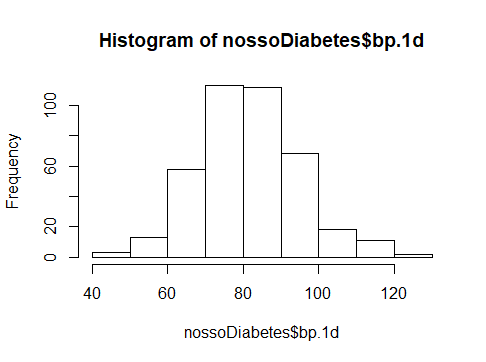 Histogram of nossoDiabetes$bp.1d
Frequency
100
60
20
0
40 60 80 100 120
nossoDiabetes$bp.1d